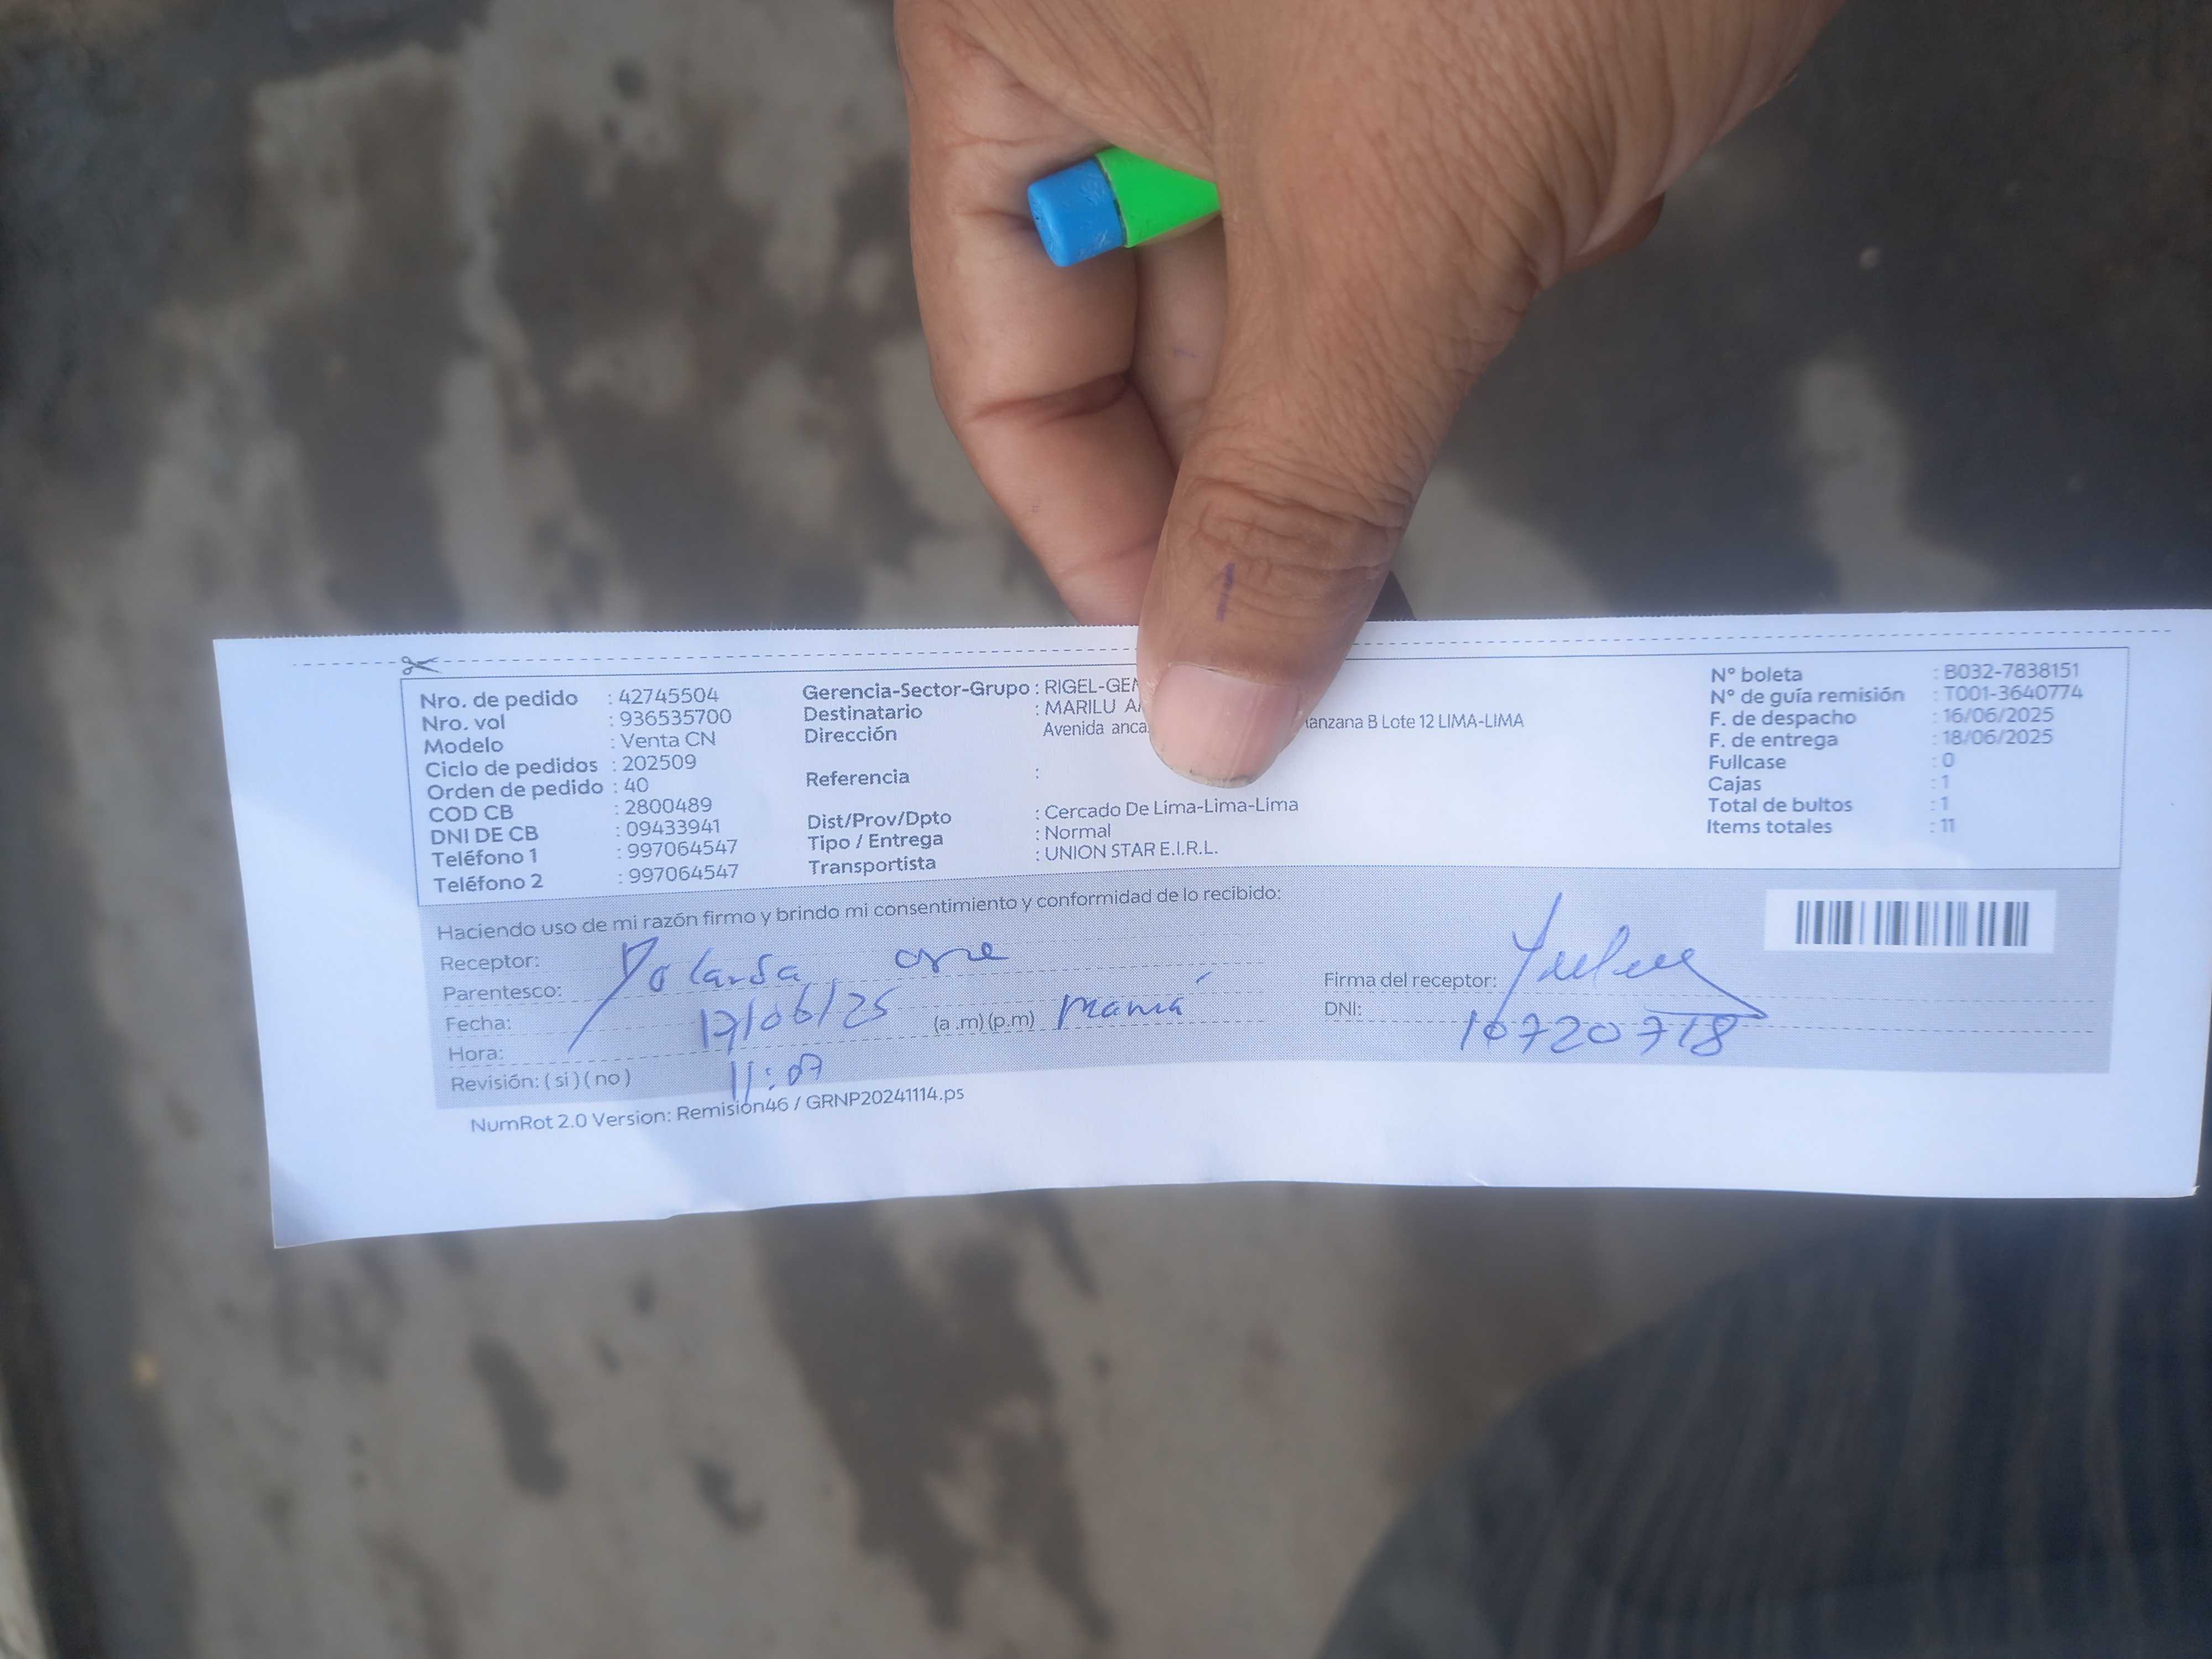 Nro. de pedido : 42745504
Nro. vol : 936535700
Modelo : Venta CN
Ciclo de pedidos : 202509
Orden de pedido : 40
COD CB : 2800489
DNI DE CB : 09433941
Teléfono 1 : 997064547
Teléfono 2 : 997064547
Gerencia-Sector-Grupo : RIGEL-GEN
Destinatario : MARILU
Dirección Avenida anca anzana B Lote 12 LIMA-LIMA
Referencia :
Dist/Prov/Dpto : Cercado De Lima-Lima-Lima
Tipo / Entrega : Normal
Transportista : UNION STAR E.I.R.L.
N° boleta : B032-7838151
N° de guía remisión : T001-3640774
F. de despacho : 16/06/2025
F. de entrega : 18/06/2025
Fullcase : 0
Cajas : 1
Total de bultos : 1
Items totales : 11
Haciendo uso de mi razón firmo y brindo mi consentimiento y conformidad de lo recibido:
Receptor:
Parentesco:
Fecha: 17/06/25 (a .m) (p.m) mamá
Hora:
Revisión: ( si ) ( no ) 11:07
Firma del receptor:
DNI: 10720718
NumRot 2.0 Version: Remisión46 / GRNP20241114.ps